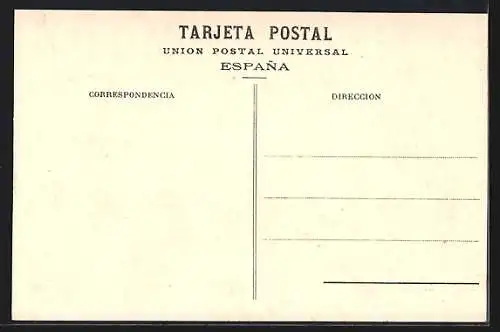 TARJETA POSTAL
UNION POSTAL UNIVERSAL
ESPAÑA
CORRESPONDENCIA
DIRECCION